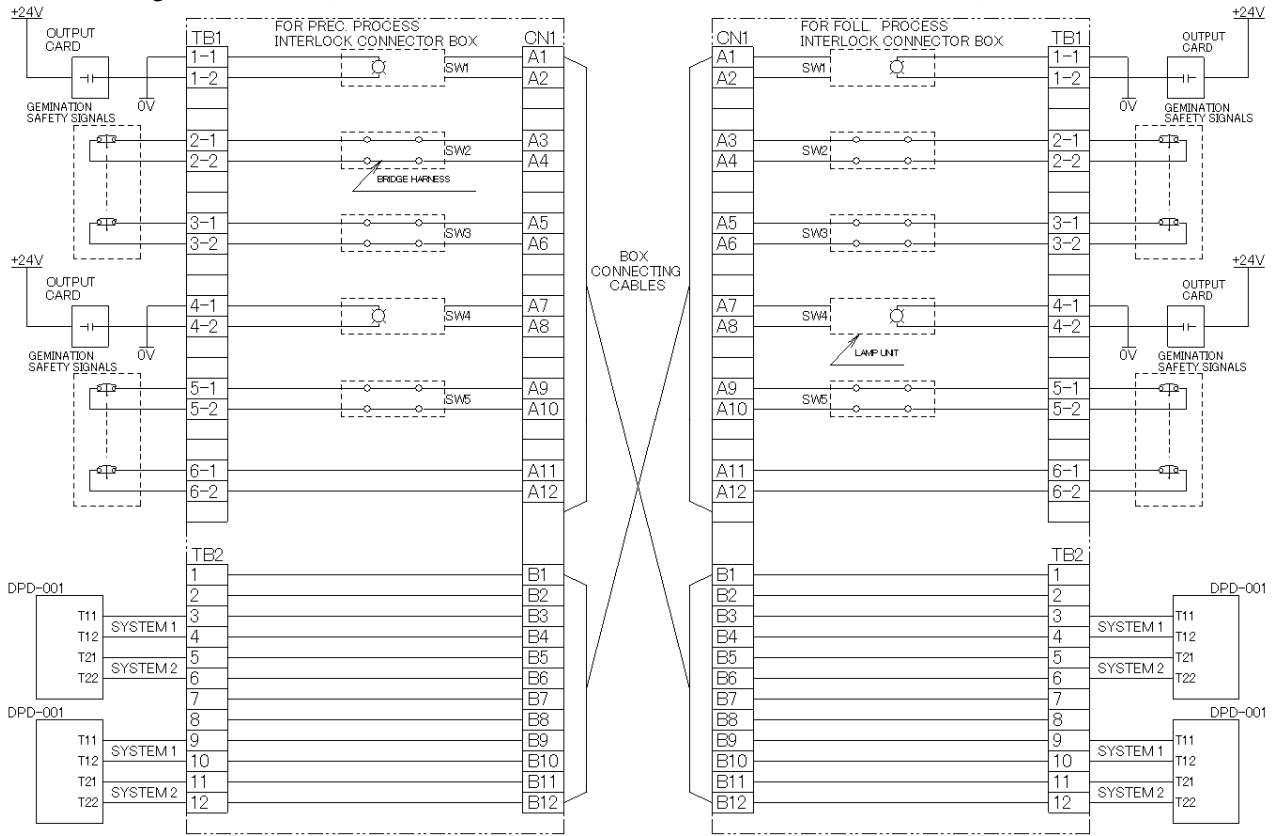 +24V
OUTPUT
CARD
GEMINATION
SAFETY SIGNALS
0V
TB1
FOR PREC. PROCESS
INTERLOCK CONNECTOR BOX
CN1
1-1
SW1
A1
1-2
A2
2-1
SW2
A3
2-2
A4
BRIDGE HARNESS
3-1
SW3
A5
3-2
A6
+24V
OUTPUT
CARD
GEMINATION
SAFETY SIGNALS
0V
4-1
SW4
A7
4-2
A8
5-1
SW5
A9
5-2
A10
6-1
A11
6-2
A12
BOX
CONNECTING
CABLES
CN1
FOR FOLL. PROCESS
INTERLOCK CONNECTOR BOX
TB1
+24V
OUTPUT
CARD
GEMINATION
SAFETY SIGNALS
0V
A1
SW1
1-1
A2
1-2
A3
SW2
2-1
A4
2-2
A5
SW3
3-1
A6
3-2
+24V
OUTPUT
CARD
GEMINATION
SAFETY SIGNALS
0V
A7
SW4
4-1
A8
4-2
LAMP UNIT
A9
SW5
5-1
A10
5-2
A11
6-1
A12
6-2
TB2
DPD-001
T11
SYSTEM 1
T12
T21
SYSTEM 2
T22
DPD-001
T11
SYSTEM 1
T12
T21
SYSTEM 2
T22
1
B1
2
B2
3
B3
4
B4
5
B5
6
B6
7
B7
8
B8
9
B9
10
B10
11
B11
12
B12
TB2
B1
1
B2
2
B3
3
B4
4
B5
5
B6
6
B7
7
B8
8
B9
9
B10
10
B11
11
B12
12
DPD-001
SYSTEM 1
T11
T12
SYSTEM 2
T21
T22
DPD-001
SYSTEM 1
T11
T12
SYSTEM 2
T21
T22